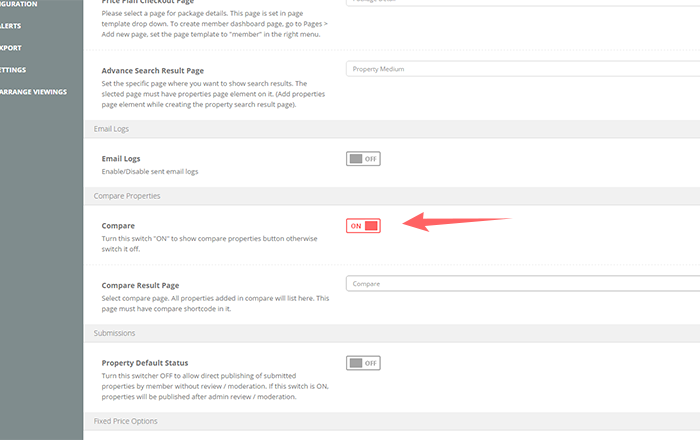 GURATION
ALERTS
EXPORT
ETTINGS
ARRANGE VIEWINGS
Price Plan Checkout Page
Please select a page for package details. This page is set in page
template drop down. To create member dashboard page, go to Pages >
Add new page, set the page template to "member" in the right menu.
Advance Search Result Page
Property Medium
Set the specific page where you want to show search results. The
slected page must have properties page element on it. (Add properties
page element while creating the property search result page).
Email Logs
Email Logs
OFF
Enable/Disable sent email logs
Compare Properties
Compare
ON
Turn this switch "ON" to show compare properties button otherwise
switch it off.
Compare Result Page
Compare
Select compare page. All properties added in compare will list here. This
page must have compare shortcode in it.
Submissions
Property Default Status
OFF
Turn this switcher OFF to allow direct publishing of submitted
properties by member without review / moderation. If this switch is ON,
properties will be published after admin review / moderation.
Fixed Price Options